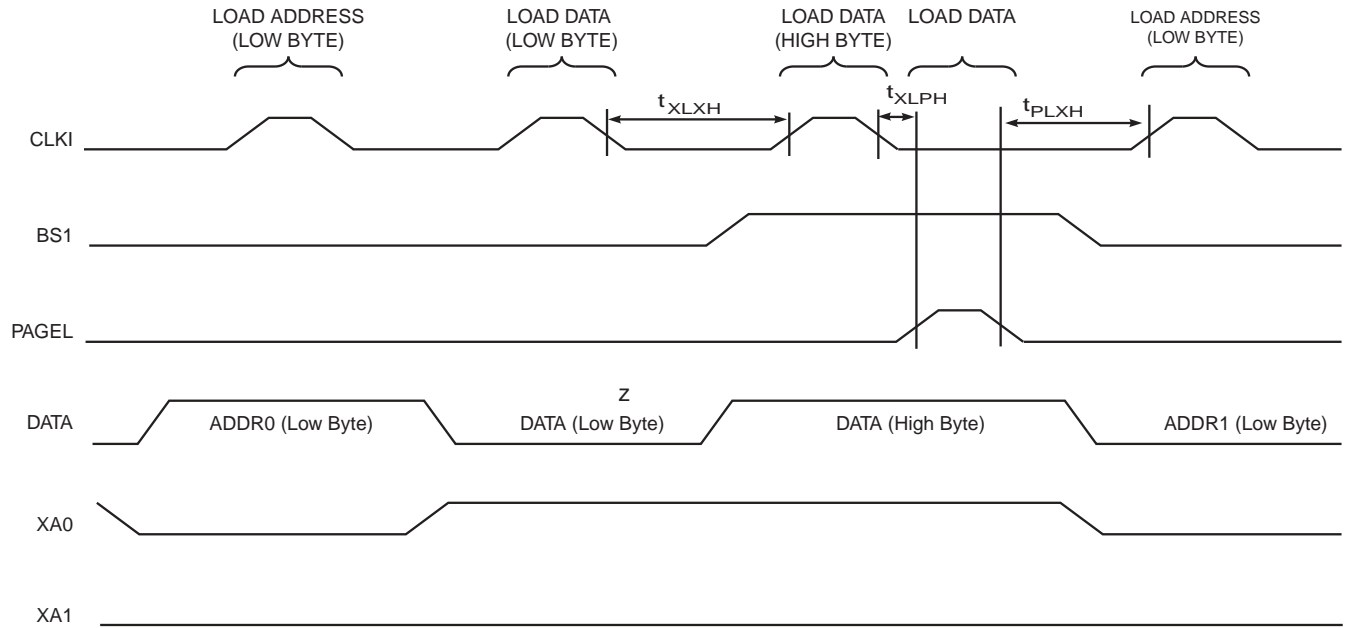 LOAD ADDRESS
(LOW BYTE)
LOAD DATA
(LOW BYTE)
LOAD DATA
(HIGH BYTE)
LOAD DATA
LOAD ADDRESS
(LOW BYTE)
tXLXH
tXLPH
tPLXH
CLKI
BS1
PAGEL
z
DATA
ADDR0 (Low Byte)
DATA (Low Byte)
DATA (High Byte)
ADDR1 (Low Byte)
XA0
XA1